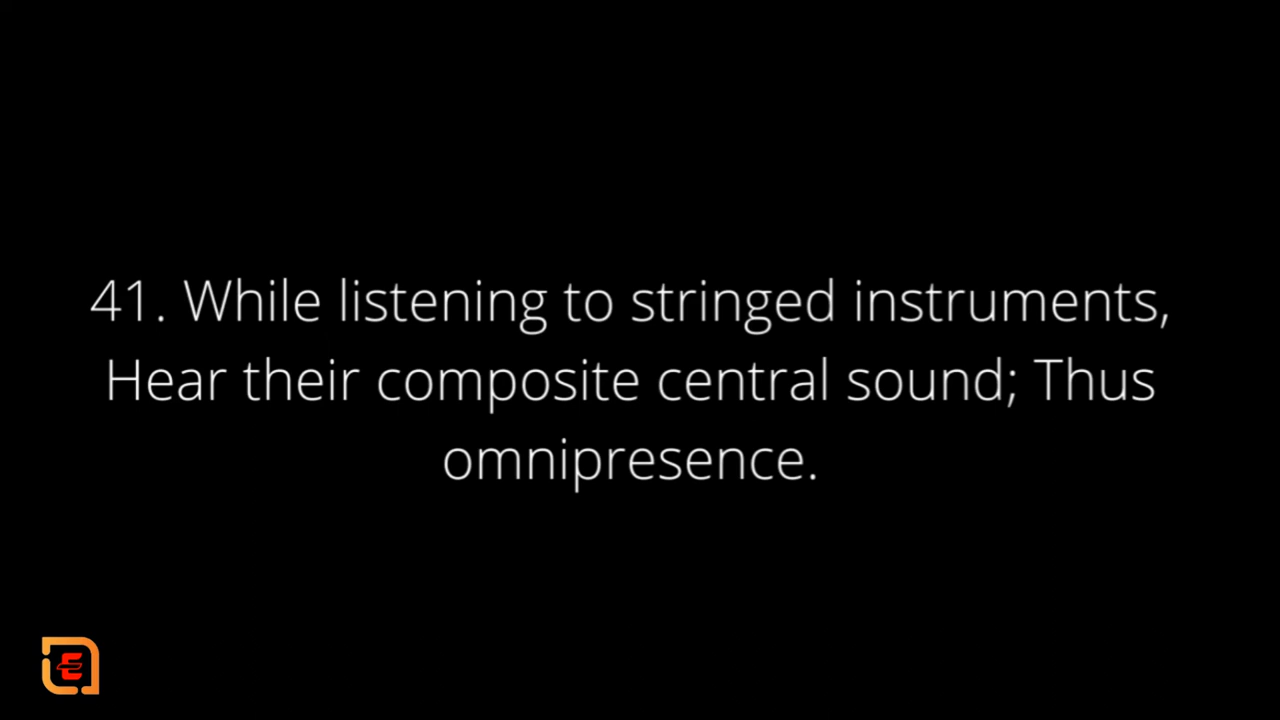 41. While listening to stringed instruments,
Hear their composite central sound; Thus
omnipresence.
E